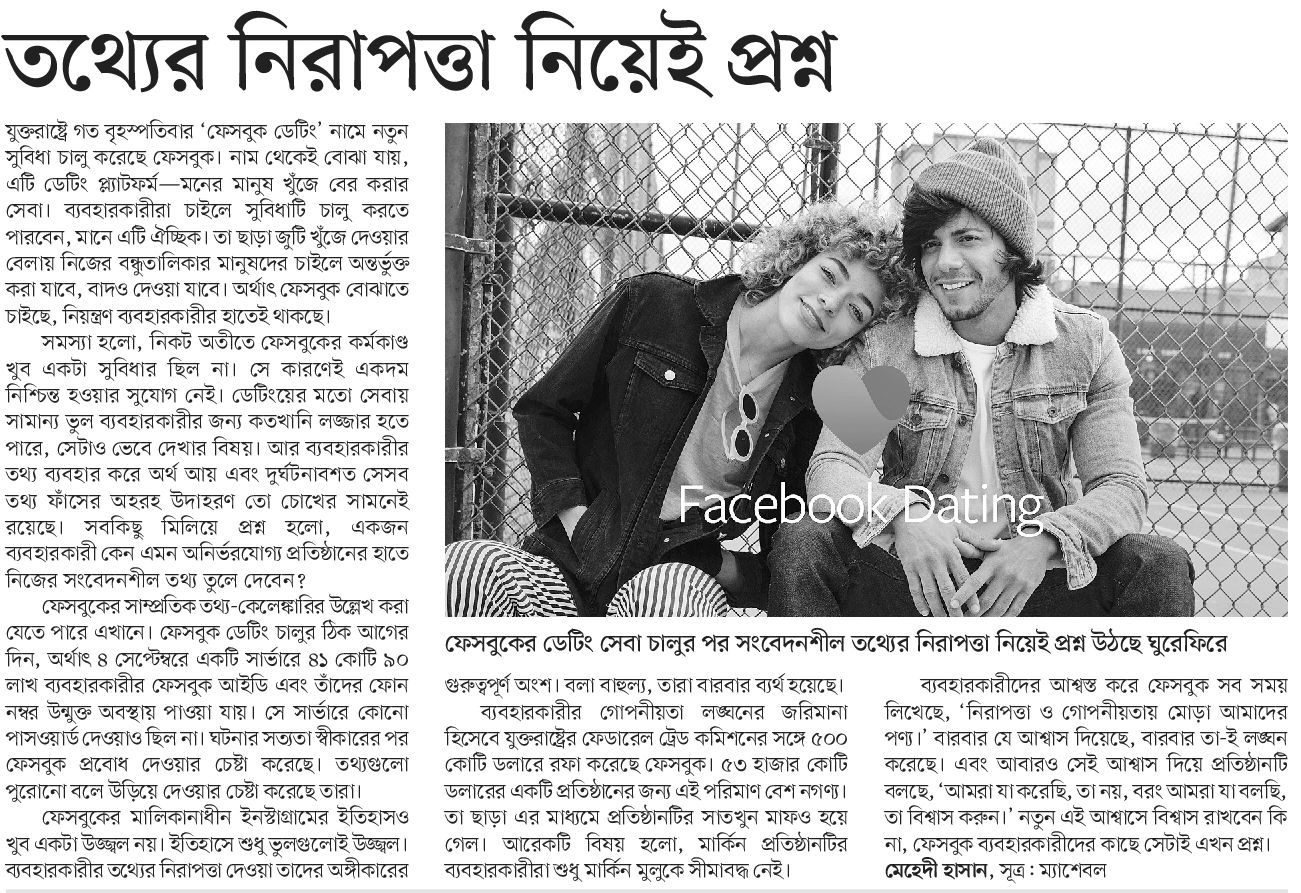 তথ্যের নিরাপত্তা নিয়েই প্রশ্ন
যুক্তরাষ্ট্রে গত বৃহস্পতিবার ‘ফেসবুক ডেটিং’ নামে নতুন
সুবিধা চালু করেছে ফেসবুক। নাম থেকেই বোঝা যায়,
এটি ডেটিং প্ল্যাটফর্ম—মনের মানুষ খুঁজে বের করার
সেবা। ব্যবহারকারীরা চাইলে সুবিধাটি চালু করতে
পারবেন, মানে এটি ঐচ্ছিক। তা ছাড়া জুটি খুঁজে দেওয়ার
বেলায় নিজের বন্ধুতালিকার মানুষদের চাইলে অন্তর্ভুক্ত
করা যাবে, বাদও দেওয়া যাবে। অর্থাৎ ফেসবুক বোঝাতে
চাইছে, নিয়ন্ত্রণ ব্যবহারকারীর হাতেই থাকছে।
সমস্যা হলো, নিকট অতীতে ফেসবুকের কর্মকাণ্ড
খুব একটা সুবিধার ছিল না। সে কারণেই একদম
নিশ্চিন্ত হওয়ার সুযোগ নেই। ডেটিংয়ের মতো সেবায়
সামান্য ভুল ব্যবহারকারীর জন্য কতখানি লজ্জার হতে
পারে, সেটাও ভেবে দেখার বিষয়। আর ব্যবহারকারীর
তথ্য ব্যবহার করে অর্থ আয় এবং দুর্ঘটনাবশত সেসব
তথ্য ফাঁসের অহরহ উদাহরণ তো চোখের সামনেই
রয়েছে। সবকিছু মিলিয়ে প্রশ্ন হলো, একজন
ব্যবহারকারী কেন এমন অনির্ভরযোগ্য প্রতিষ্ঠানের হাতে
নিজের সংবেদনশীল তথ্য তুলে দেবেন?
ফেসবুকের সাম্প্রতিক তথ্য-কেলেঙ্কারির উল্লেখ করা
যেতে পারে এখানে। ফেসবুক ডেটিং চালুর ঠিক আগের
দিন, অর্থাৎ ৪ সেপ্টেম্বরে একটি সার্ভারে ৪১ কোটি ৯০
লাখ ব্যবহারকারীর ফেসবুক আইডি এবং তাঁদের ফোন
নম্বর উন্মুক্ত অবস্থায় পাওয়া যায়। সে সার্ভারে কোনো
পাসওয়ার্ড দেওয়াও ছিল না। ঘটনার সত্যতা স্বীকারের পর
ফেসবুক প্রবোধ দেওয়ার চেষ্টা করেছে। তথ্যগুলো
পুরোনো বলে উড়িয়ে দেওয়ার চেষ্টা করেছে তারা।
ফেসবুকের মালিকানাধীন ইনস্টাগ্রামের ইতিহাসও
খুব একটা উজ্জ্বল নয়। ইতিহাসে শুধু ভুলগুলোই উজ্জ্বল।
ব্যবহারকারীর তথ্যের নিরাপত্তা দেওয়া তাদের অঙ্গীকারের
Facebook Dating
ফেসবুকের ডেটিং সেবা চালুর পর সংবেদনশীল তথ্যের নিরাপত্তা নিয়েই প্রশ্ন উঠছে ঘুরেফিরে
গুরুত্বপূর্ণ অংশ। বলা বাহুল্য, তারা বারবার ব্যর্থ হয়েছে।
ব্যবহারকারীর গোপনীয়তা লঙ্ঘনের জরিমানা
হিসেবে যুক্তরাষ্ট্রের ফেডারেল ট্রেড কমিশনের সঙ্গে ৫০০
কোটি ডলারে রফা করেছে ফেসবুক। ৫৩ হাজার কোটি
ডলারের একটি প্রতিষ্ঠানের জন্য এই পরিমাণ বেশ নগণ্য।
তা ছাড়া এর মাধ্যমে প্রতিষ্ঠানটির সাতখুন মাফও হয়ে
গেল। আরেকটি বিষয় হলো, মার্কিন প্রতিষ্ঠানটির
ব্যবহারকারীরা শুধু মার্কিন মুলুকে সীমাবদ্ধ নেই।
ব্যবহারকারীদের আশ্বস্ত করে ফেসবুক সব সময়
লিখেছে, ‘নিরাপত্তা ও গোপনীয়তায় মোড়া আমাদের
পণ্য।’ বারবার যে আশ্বাস দিয়েছে, বারবার তা-ই লঙ্ঘন
করেছে। এবং আবারও সেই আশ্বাস দিয়ে প্রতিষ্ঠানটি
বলছে, ‘আমরা যা করেছি, তা নয়, বরং আমরা যা বলছি,
তা বিশ্বাস করুন।’ নতুন এই আশ্বাসে বিশ্বাস রাখবেন কি
না, ফেসবুক ব্যবহারকারীদের কাছে সেটাই এখন প্রশ্ন।
মেহেদী হাসান, সূত্র : ম্যাশেবল